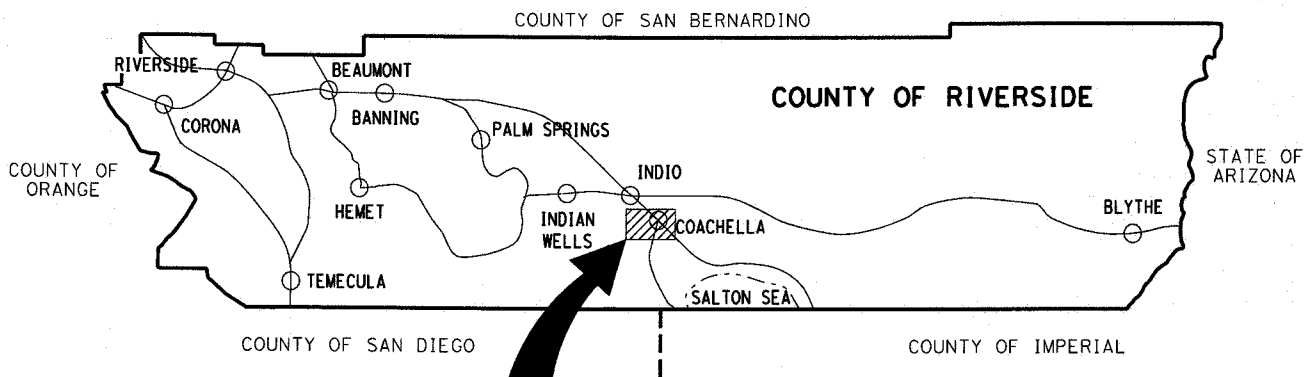 COUNTY OF SAN BERNARDINO
RIVERSIDE
BEAUMONT
COUNTY OF RIVERSIDE
CORONA
BANNING
PALM SPRINGS
COUNTY OF
ORANGE
STATE OF
ARIZONA
INDIO
HEMET
INDIAN
WELLS
COACHELLA
BLYTHE
TEMECULA
SALTON SEA
COUNTY OF SAN DIEGO
COUNTY OF IMPERIAL